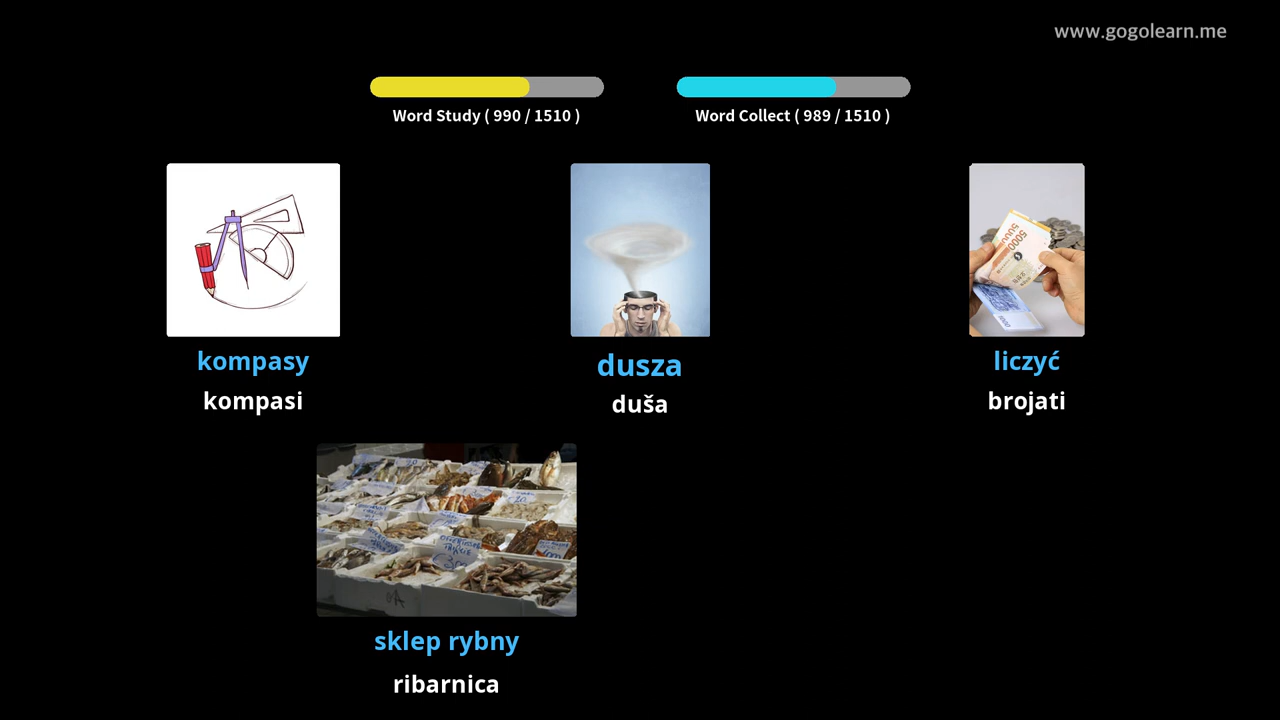 www.gogolearn.me
Word Study ( 990 / 1510 )
Word Collect ( 989 / 1510 )
kompasy
kompasi
dusza
duša
liczyć
brojati
5000
sklep rybny
ribarnica